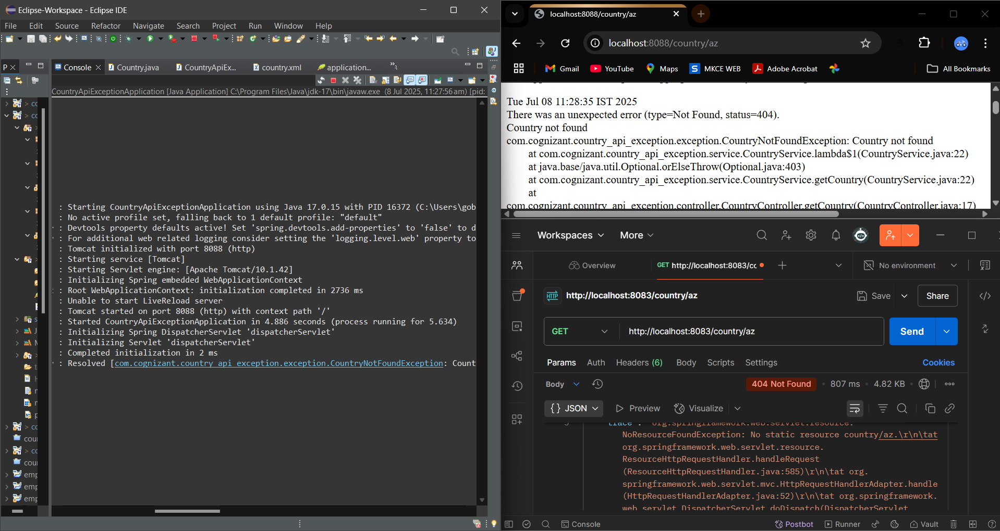 Eclipse-Workspace - Eclipse IDE
File Edit Source Refactor Navigate Search Project Run Window Help
P
Console
Country.java
CountryApiEx...
country.xml
application...
CountryApiExceptionApplication [Java Application] C:\Program Files\Java\jdk-17\bin\javaw.exe (8 Jul 2025, 11:27:56 am) [pid:
: Starting CountryApiExceptionApplication using Java 17.0.15 with PID 16372 (C:\Users\gob
: No active profile set, falling back to 1 default profile: "default"
: Devtools property defaults active! Set 'spring.devtools.add-properties' to 'false' to d
: For additional web related logging consider setting the 'logging.level.web' property to
: Tomcat initialized with port 8088 (http)
: Starting service [Tomcat]
: Starting Servlet engine: [Apache Tomcat/10.1.42]
: Initializing Spring embedded WebApplicationContext
: Root WebApplicationContext: initialization completed in 2736 ms
: Unable to start LiveReload server
: Tomcat started on port 8088 (http) with context path '/'
: Started CountryApiExceptionApplication in 4.886 seconds (process running for 5.634)
: Initializing Spring DispatcherServlet 'dispatcherServlet'
: Initializing Servlet 'dispatcherServlet'
: Completed initialization in 2 ms
: Resolved [com.cognizant.country_api_exception.exception.CountryNotFoundException: Count
> co
> co
> co
cour
> co
cour
emp
emp
emp
localhost:8088/country/az
localhost:8088/country/az
Gmail YouTube Maps MKCE WEB Adobe Acrobat All Bookmarks
Tue Jul 08 11:28:35 IST 2025
There was an unexpected error (type=Not Found, status=404).
Country not found
com.cognizant.country_api_exception.exception.CountryNotFoundException: Country not found
at com.cognizant.country_api_exception.service.CountryService.lambda$1(CountryService.java:22)
at java.base/java.util.Optional.orElseThrow(Optional.java:403)
at com.cognizant.country_api_exception.service.CountryService.getCountry(CountryService.java:22)
at
com.cognizant.country_api_exception.controller.CountryController.getCountry(CountryController.java:17)
Workspaces More
Overview
GET http://localhost:8083/cc
No environment
HTTP http://localhost:8083/country/az
Save Share
GET http://localhost:8083/country/az Send
Params Auth Headers (6) Body Scripts Settings Cookies
Body 404 Not Found 807 ms 4.82 KB
{} JSON Preview Visualize
5 "trace": "org.springframework.web.servlet.resource.
NoResourceFoundException: No static resource country/az.\r\n\tat
org.springframework.web.servlet.resource.
ResourceHttpRequestHandler.handleRequest
(ResourceHttpRequestHandler.java:585)\r\n\tat org.
springframework.web.servlet.mvc.HttpRequestHandlerAdapter.handle
(HttpRequestHandlerAdapter.java:52)\r\n\tat org.springframework.
web.servlet.DispatcherServlet.doDispatch(DispatcherServlet
Console Postbot Runner Vault